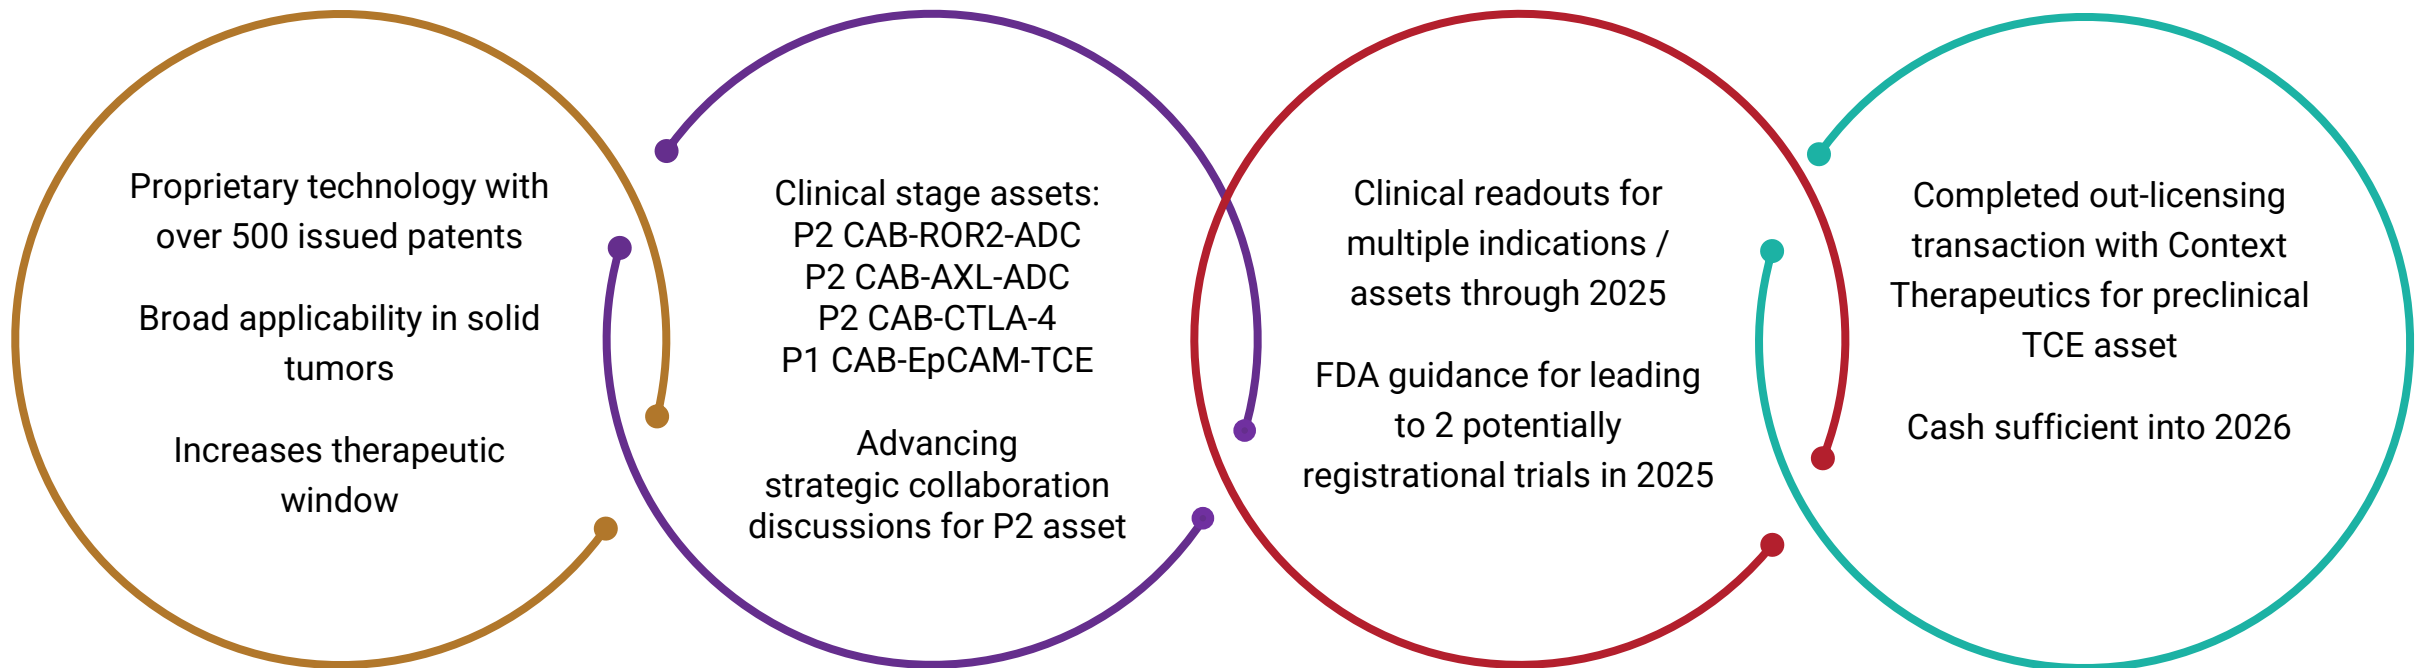 Proprietary technology with
over 500 issued patents
Broad applicability in solid
tumors
Increases therapeutic
window
Clinical stage assets:
P2 CAB-ROR2-ADC
P2 CAB-AXL-ADC
P2 CAB-CTLA-4
P1 CAB-EpCAM-TCE
Advancing
strategic collaboration
discussions for P2 asset
Clinical readouts for
multiple indications /
assets through 2025
FDA guidance for leading
to 2 potentially
registrational trials in 2025
Completed out-licensing
transaction with Context
Therapeutics for preclinical
TCE asset
Cash sufficient into 2026